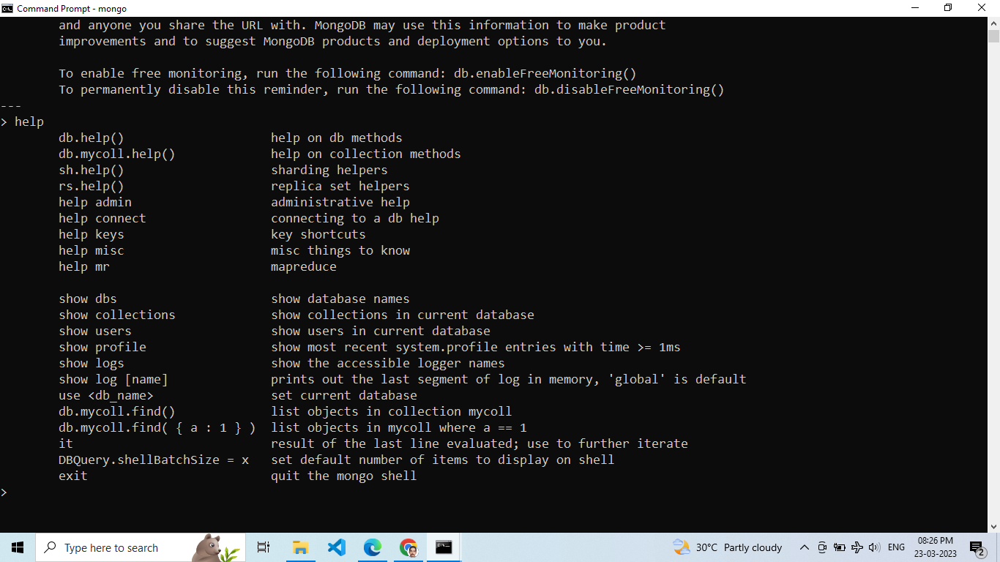 Command Prompt - mongo
and anyone you share the URL with. MongoDB may use this information to make product
improvements and to suggest MongoDB products and deployment options to you.
To enable free monitoring, run the following command: db.enableFreeMonitoring()
To permanently disable this reminder, run the following command: db.disableFreeMonitoring()
---
> help
db.help() help on db methods
db.mycoll.help() help on collection methods
sh.help() sharding helpers
rs.help() replica set helpers
help admin administrative help
help connect connecting to a db help
help keys key shortcuts
help misc misc things to know
help mr mapreduce
show dbs show database names
show collections show collections in current database
show users show users in current database
show profile show most recent system.profile entries with time >= 1ms
show logs show the accessible logger names
show log [name] prints out the last segment of log in memory, 'global' is default
use <db_name> set current database
db.mycoll.find() list objects in collection mycoll
db.mycoll.find( { a : 1 } ) list objects in mycoll where a == 1
it result of the last line evaluated; use to further iterate
DBQuery.shellBatchSize = x set default number of items to display on shell
exit quit the mongo shell
>
Type here to search 30°C Partly cloudy ENG 08:26 PM
23-03-2023 2